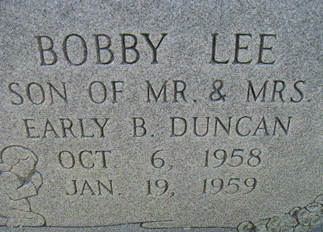 BOBBY LEE
SON OF MR. & MRS.
EARLY B. DUNCAN
OCT. 6, 1958
JAN. 19, 1959